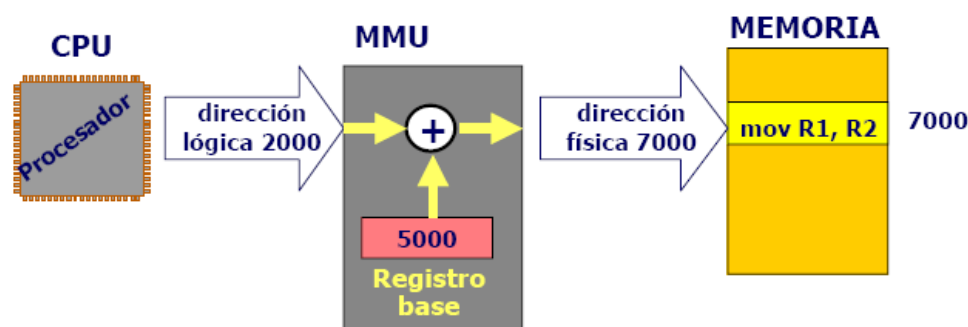 CPU
Procesador
dirección
lógica 2000
MMU
+
5000
Registro
base
dirección
física 7000
MEMORIA
mov R1, R2
7000